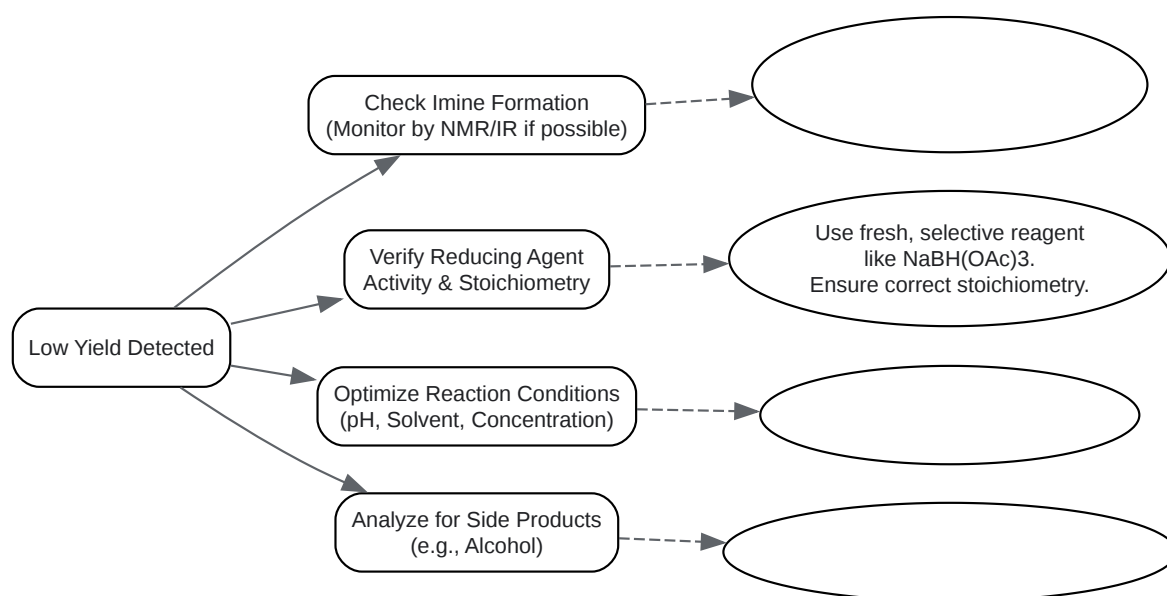 Check Imine Formation
(Monitor by NMR/IR if possible)
Verify Reducing Agent
Activity & Stoichiometry
Use fresh, selective reagent
like NaBH(OAc)3.
Ensure correct stoichiometry.
Low Yield Detected
Optimize Reaction Conditions
(pH, Solvent, Concentration)
Analyze for Side Products
(e.g., Alcohol)